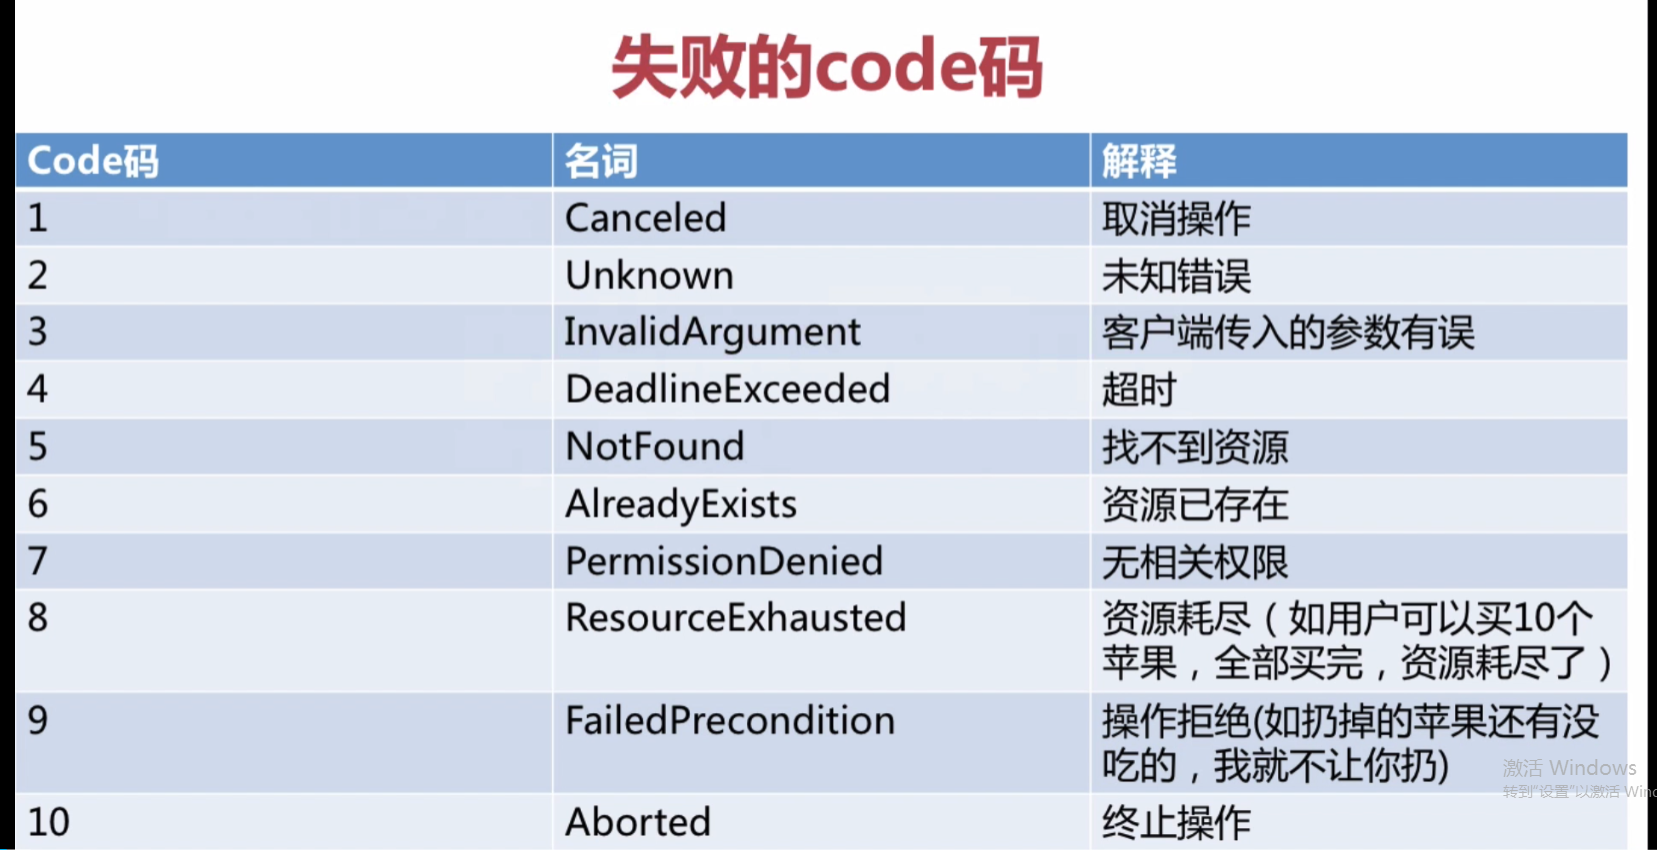 失败的code码
Code码 名词 解释
1 Canceled 取消操作
2 Unknown 未知错误
3 InvalidArgument 客户端传入的参数有误
4 DeadlineExceeded 超时
5 NotFound 找不到资源
6 AlreadyExists 资源已存在
7 PermissionDenied 无相关权限
8 ResourceExhausted 资源耗尽（如用户可以买10个
苹果，全部买完，资源耗尽了）
9 FailedPrecondition 操作拒绝(如扔掉的苹果还有没
吃的，我就不让你扔)
激活 Windows
转到"设置"以激活 Winc
10 Aborted 终止操作